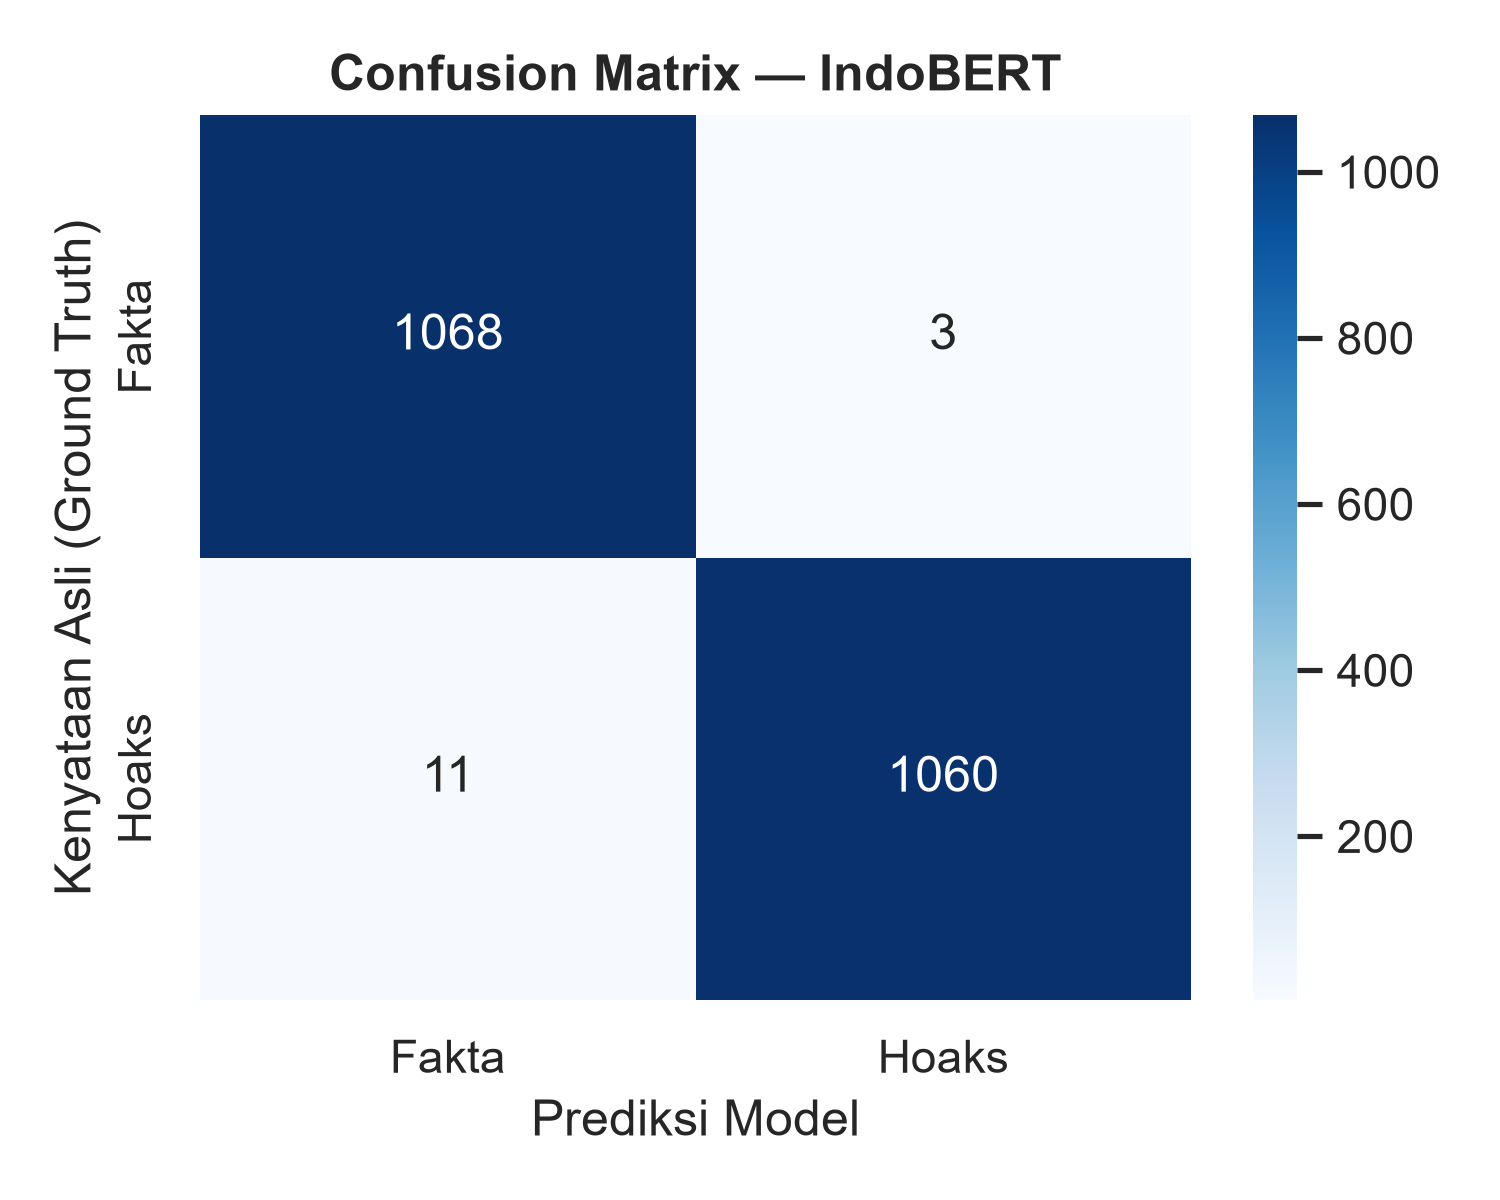 Confusion Matrix — IndoBERT
Kenyataan Asli (Ground Truth)
Fakta
Hoaks
1068
3
11
1060
Fakta
Hoaks
Prediksi Model
1000
800
600
400
200